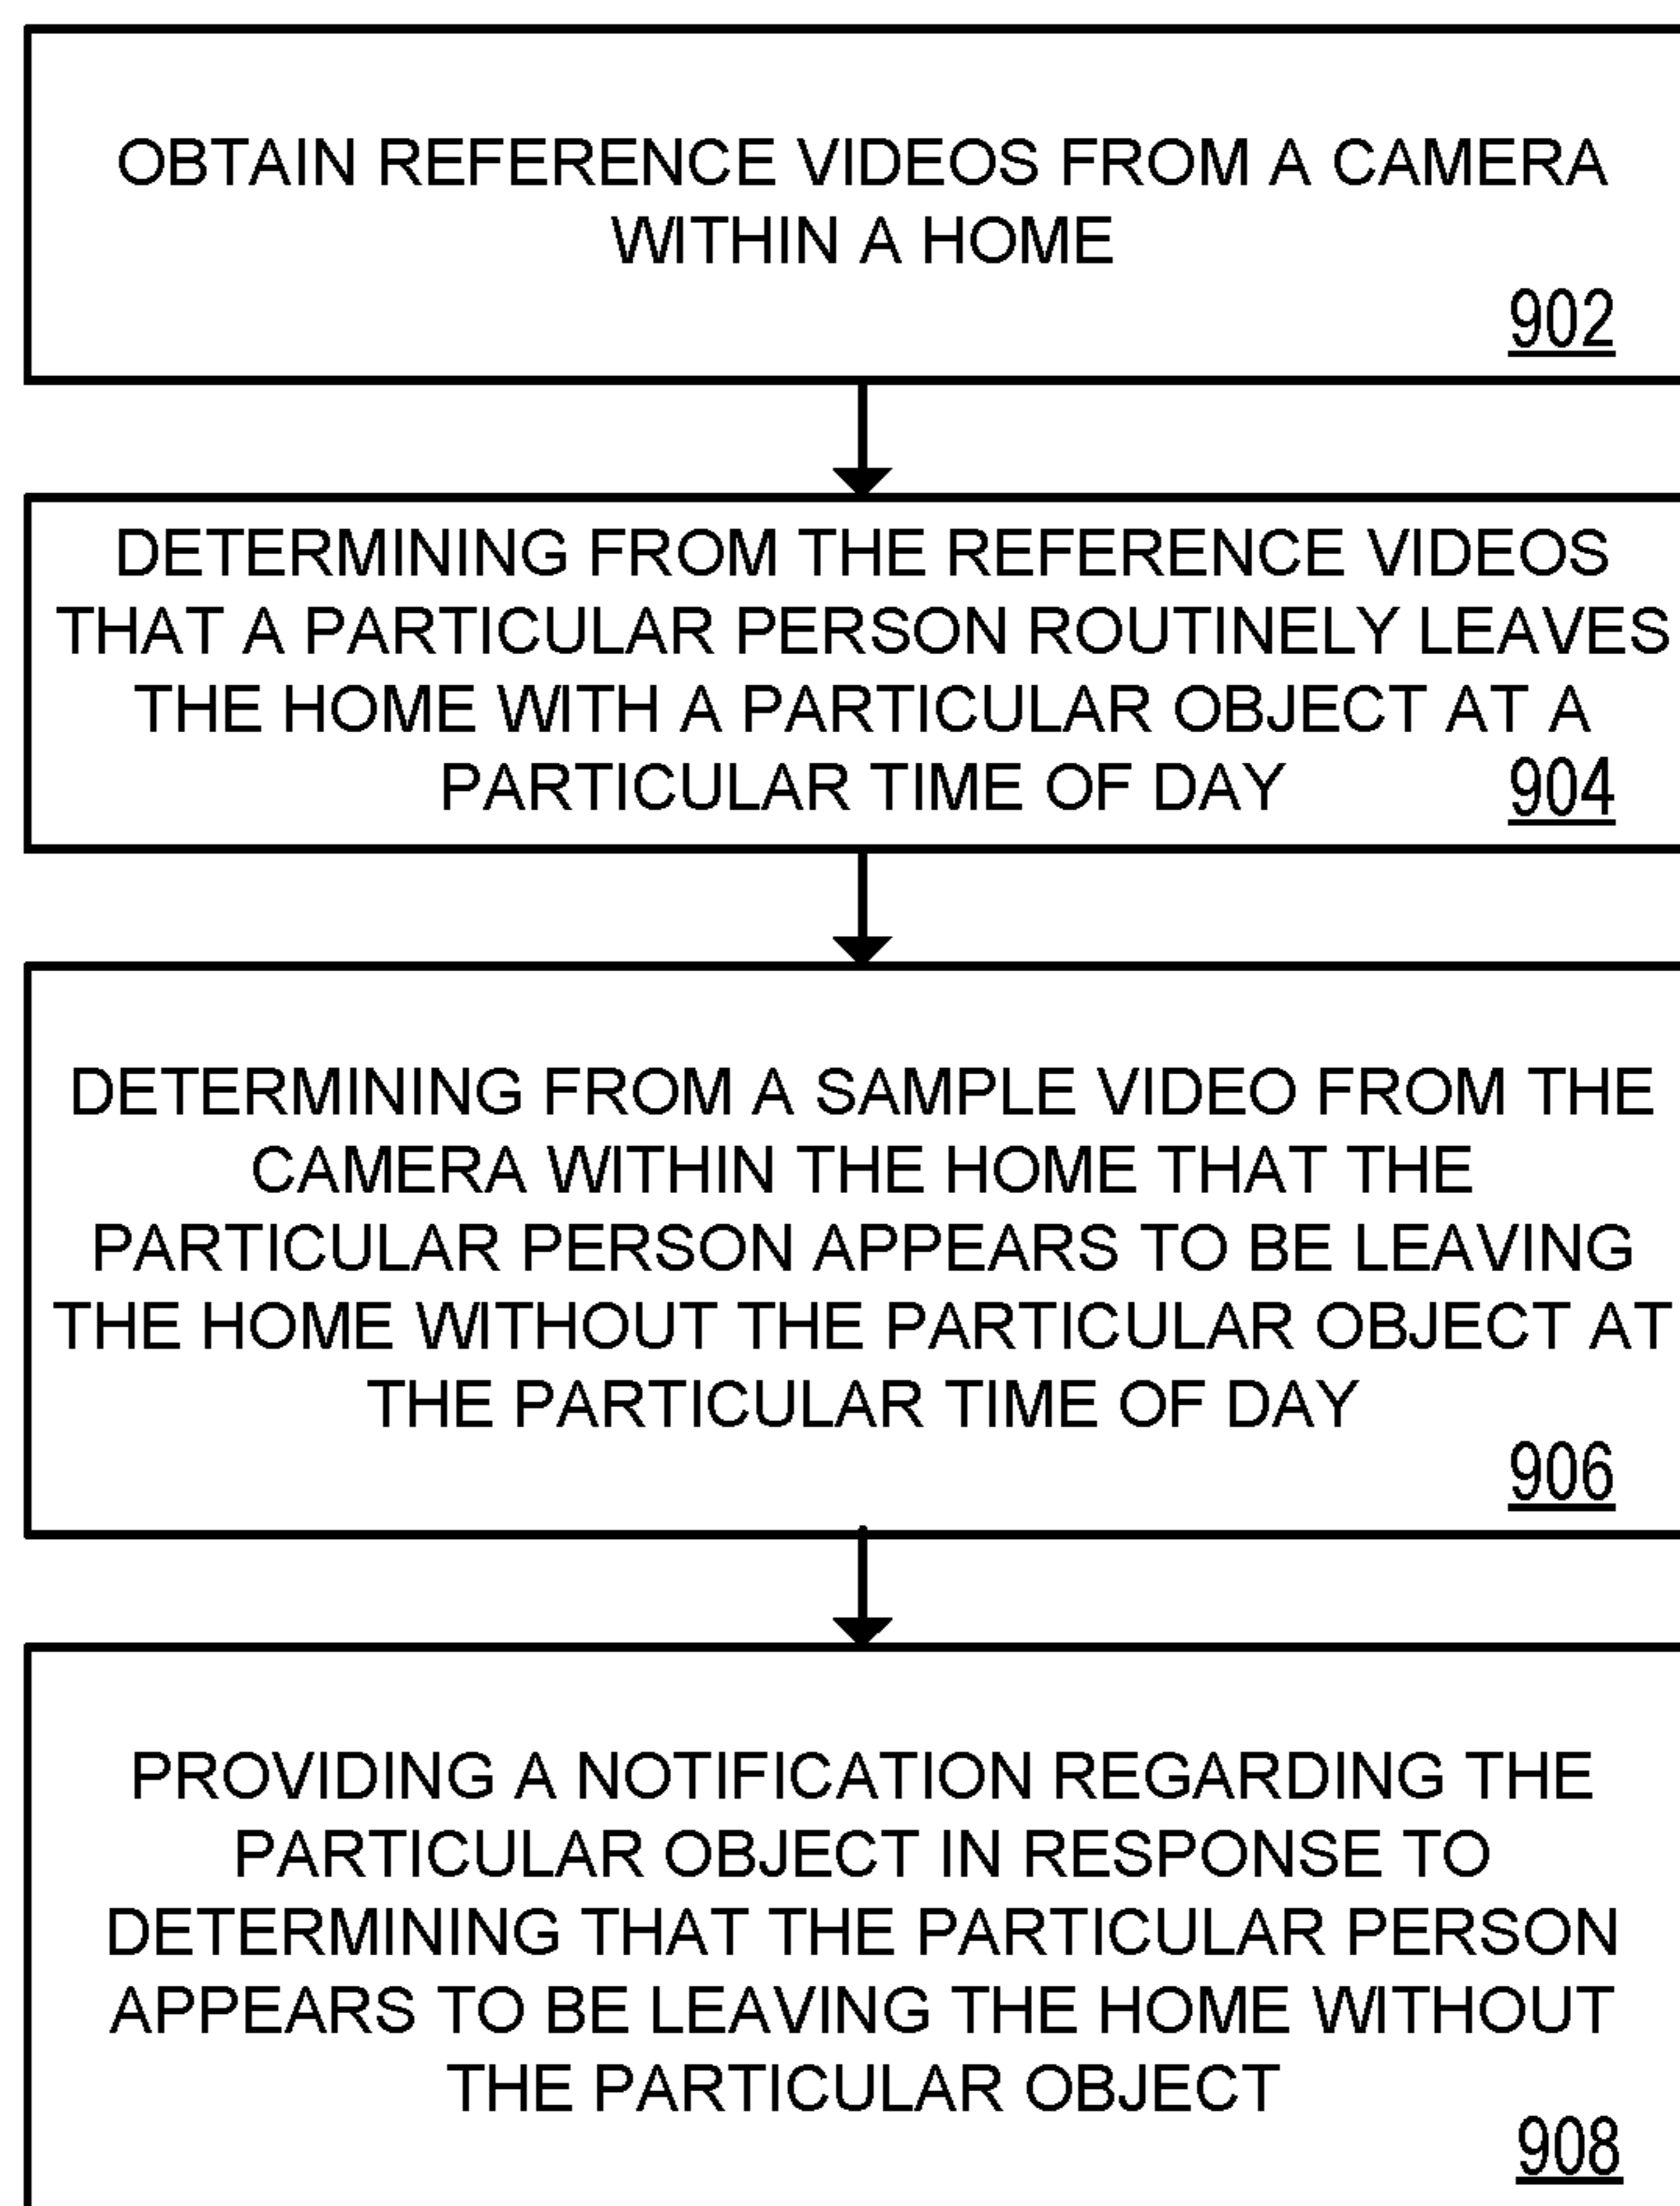 OBTAIN REFERENCE VIDEOS FROM A CAMERA
WITHIN A HOME
902
DETERMINING FROM THE REFERENCE VIDEOS
THAT A PARTICULAR PERSON ROUTINELY LEAVES
THE HOME WITH A PARTICULAR OBJECT AT A
PARTICULAR TIME OF DAY
904
DETERMINING FROM A SAMPLE VIDEO FROM THE
CAMERA WITHIN THE HOME THAT THE
PARTICULAR PERSON APPEARS TO BE LEAVING
THE HOME WITHOUT THE PARTICULAR OBJECT AT
THE PARTICULAR TIME OF DAY
906
PROVIDING A NOTIFICATION REGARDING THE
PARTICULAR OBJECT IN RESPONSE TO
DETERMINING THAT THE PARTICULAR PERSON
APPEARS TO BE LEAVING THE HOME WITHOUT
THE PARTICULAR OBJECT
908